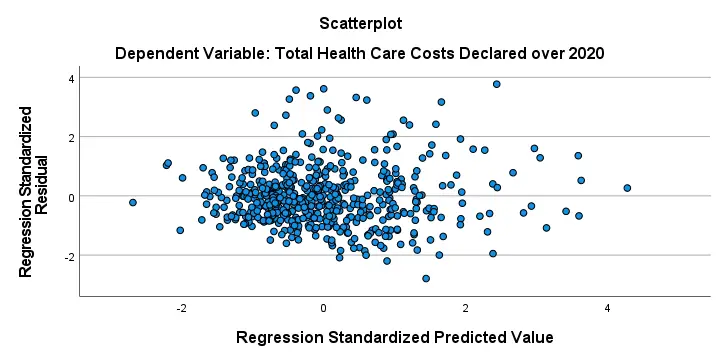 Scatterplot
Dependent Variable: Total Health Care Costs Declared over 2020
Regression Standardized
Residual
4
2
0
-2
-2
0
2
4
Regression Standardized Predicted Value